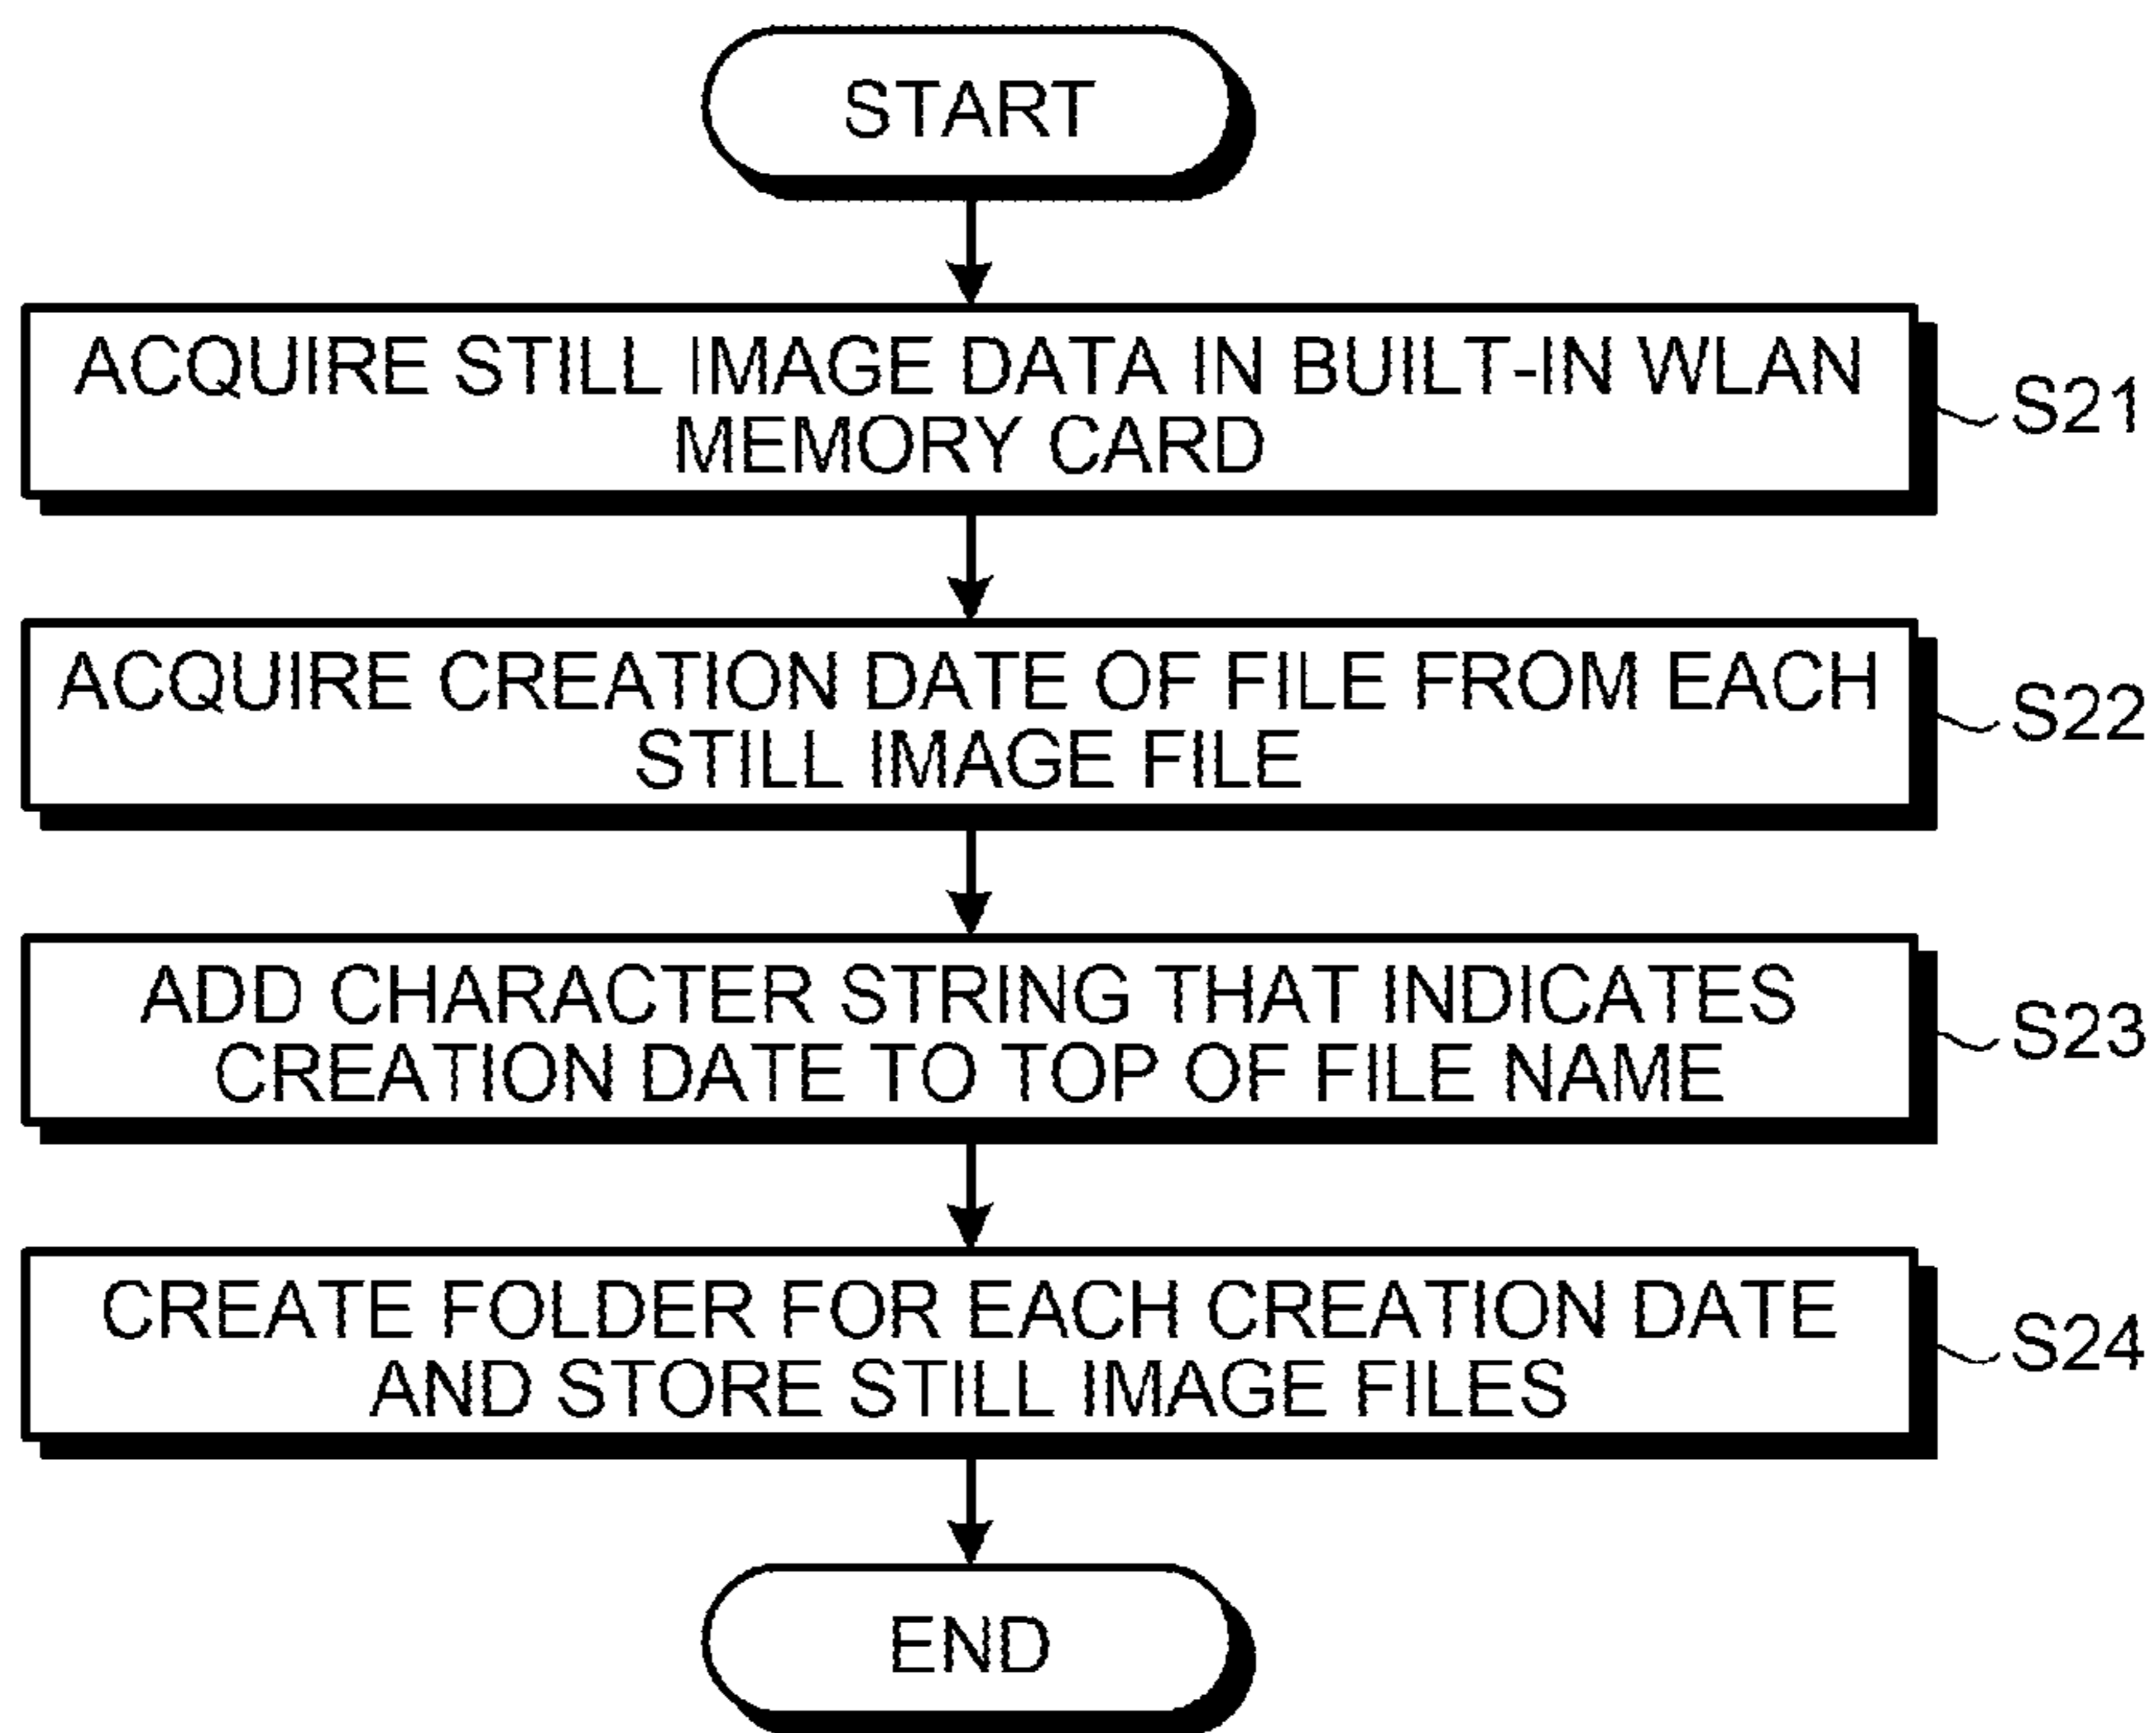 START
ACQUIRE STILL IMAGE DATA IN BUILT-IN WLAN
MEMORY CARD
S21
ACQUIRE CREATION DATE OF FILE FROM EACH
STILL IMAGE FILE
S22
ADD CHARACTER STRING THAT INDICATES
CREATION DATE TO TOP OF FILE NAME
S23
CREATE FOLDER FOR EACH CREATION DATE
AND STORE STILL IMAGE FILES
S24
END